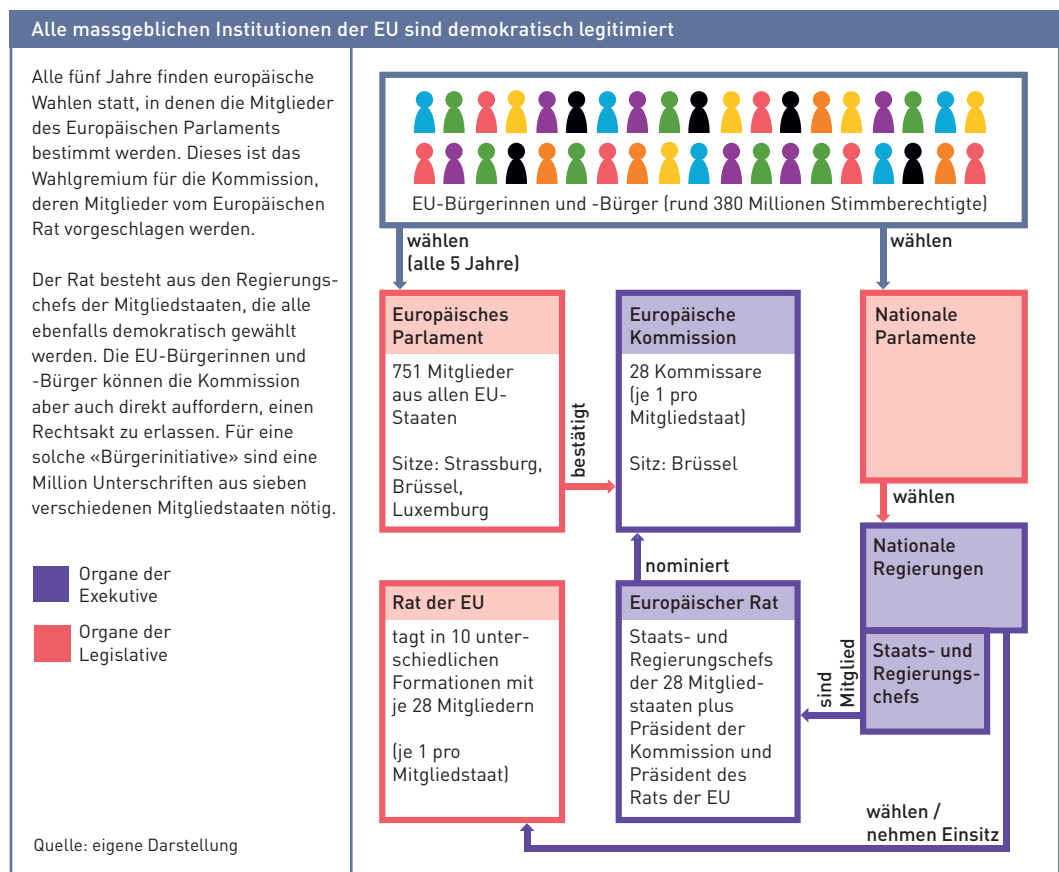 Alle massgeblichen Institutionen der EU sind demokratisch legitimiert
Alle fünf Jahre finden europäische
Wahlen statt, in denen die Mitglieder
des Europäischen Parlaments
bestimmt werden. Dieses ist das
Wahlgremium für die Kommission,
deren Mitglieder vom Europäischen
Rat vorgeschlagen werden.
Der Rat besteht aus den Regierungs-
chefs der Mitgliedstaaten, die alle
ebenfalls demokratisch gewählt
werden. Die EU-Bürgerinnen und
-Bürger können die Kommission
aber auch direkt auffordern, einen
Rechtsakt zu erlassen. Für eine
solche «Bürgerinitiative» sind eine
Million Unterschriften aus sieben
verschiedenen Mitgliedstaaten nötig.
Organe der
Exekutive
Organe der
Legislative
Quelle: eigene Darstellung
EU-Bürgerinnen und -Bürger (rund 380 Millionen Stimmberechtigte)
wählen
(alle 5 Jahre)
wählen
Europäisches
Parlament
751 Mitglieder
aus allen EU-
Staaten
Sitze: Strassburg,
Brüssel,
Luxemburg
bestätigt
Europäische
Kommission
28 Kommissare
(je 1 pro
Mitgliedstaat)
Sitz: Brüssel
Nationale
Parlamente
wählen
Nationale
Regierungen
Staats- und
Regierungs-
chefs
nominiert
Rat der EU
tagt in 10 unter-
schiedlichen
Formationen mit
je 28 Mitgliedern
(je 1 pro
Mitgliedstaat)
Europäischer Rat
Staats- und
Regierungschefs
der 28 Mitglied-
staaten plus
Präsident der
Kommission und
Präsident des
Rats der EU
sind
Mitglied
wählen /
nehmen Einsitz